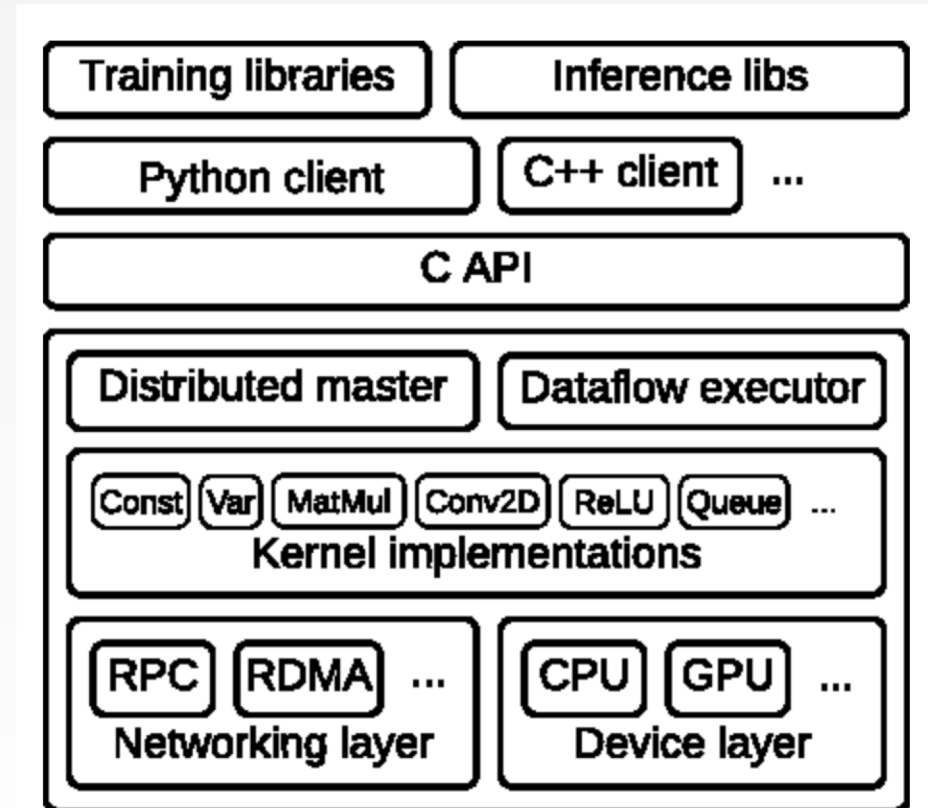 Training libraries Inference libs
Python client C++ client ...
C API
Distributed master Dataflow executor
Const Var MatMul Conv2D ReLU Queue ...
Kernel implementations
RPC RDMA ... CPU GPU ...
Networking layer Device layer